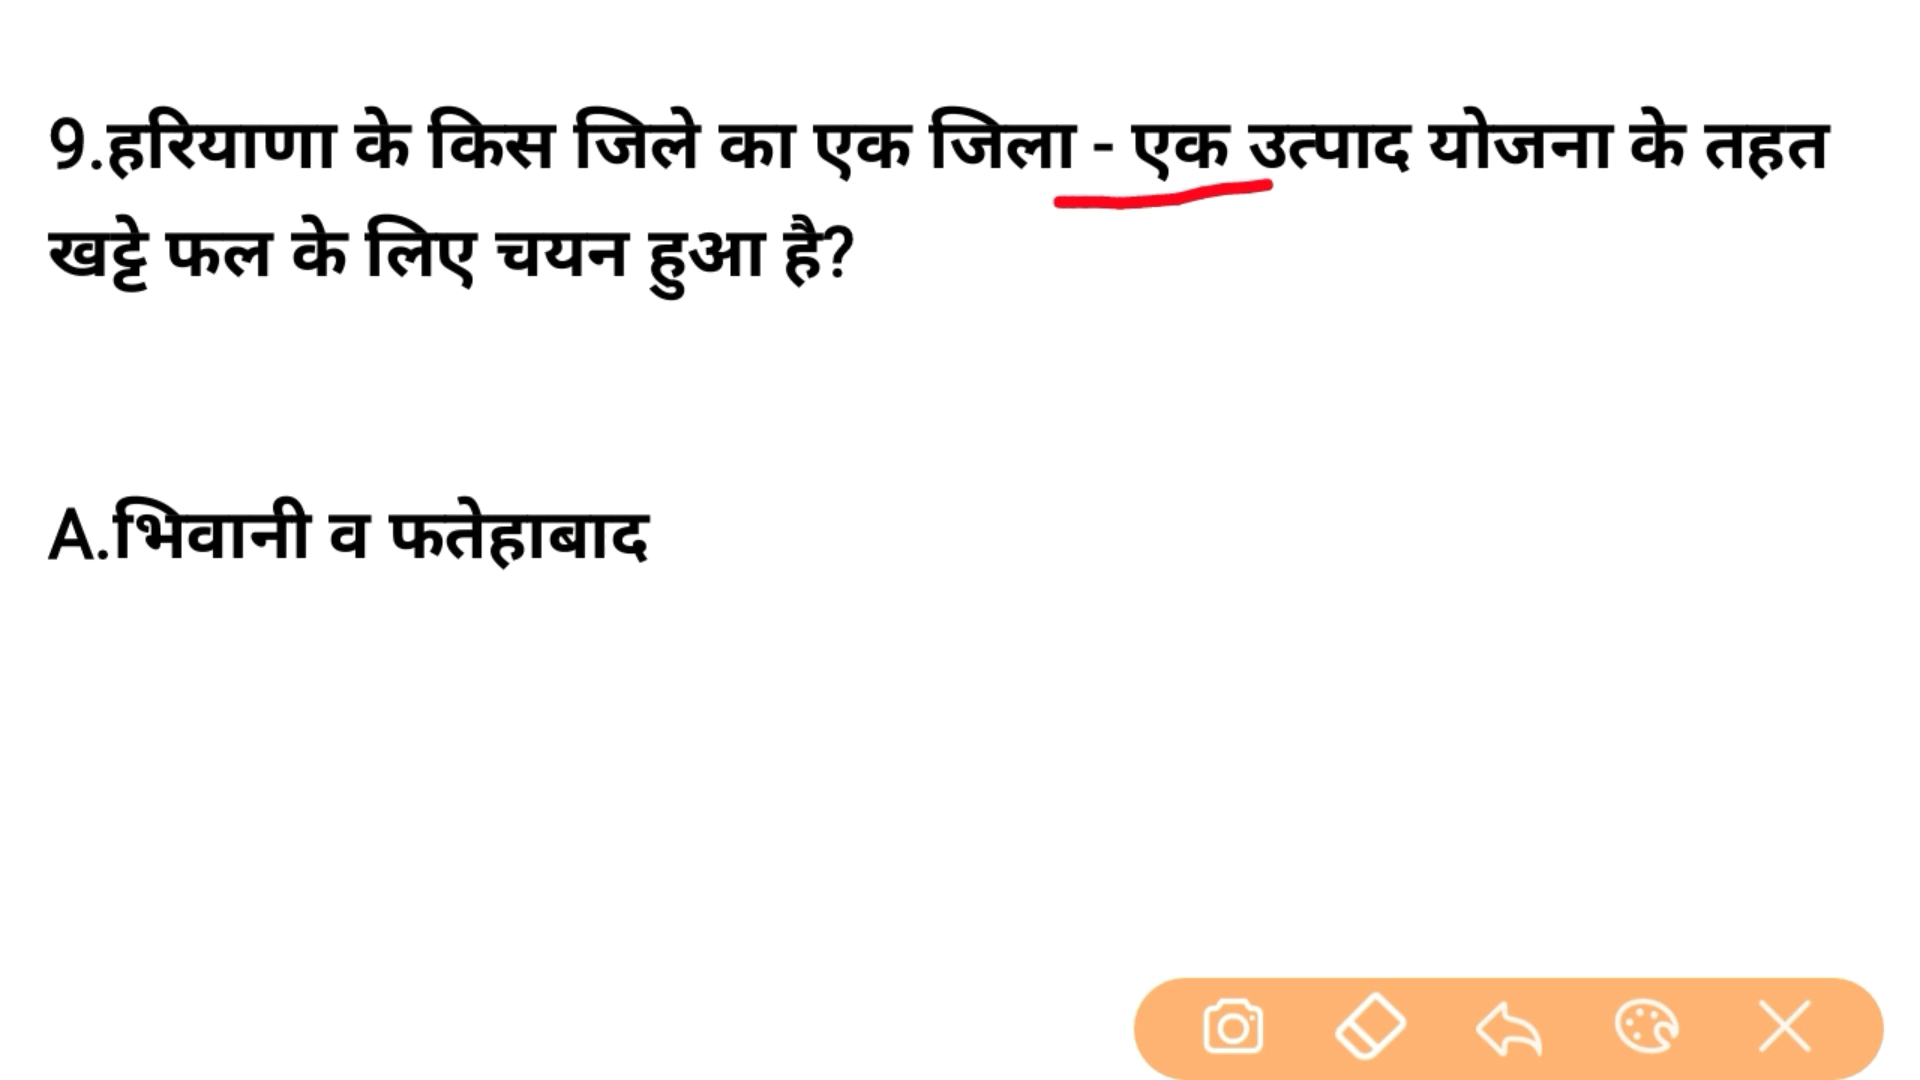 9.हरियाणा के किस जिले का एक जिला - एक उत्पाद योजना के तहत
खट्टे फल के लिए चयन हुआ है?
A.भिवानी व फतेहाबाद